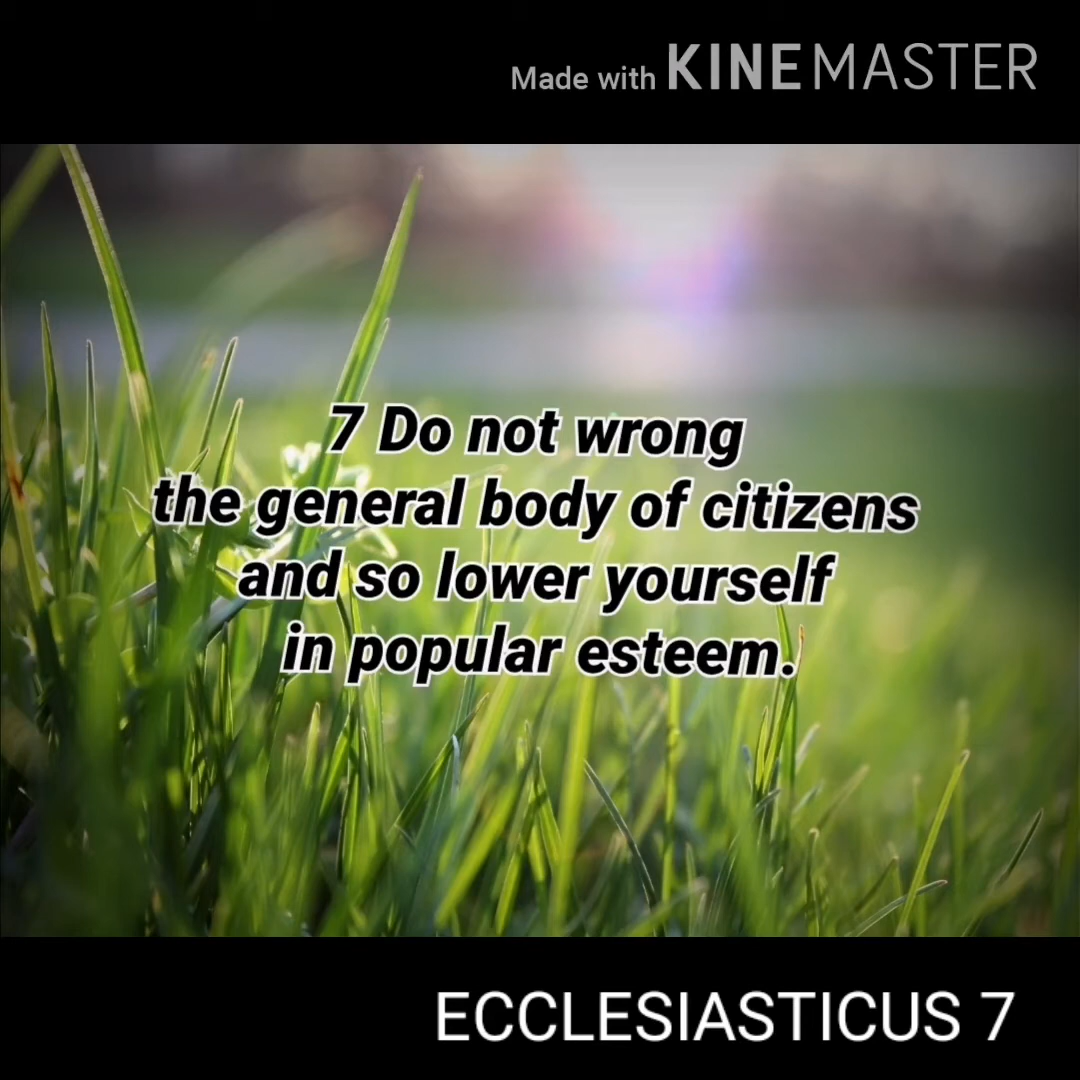 Made with KINEMASTER
7 Do not wrong
the general body of citizens
and so lower yourself
in popular esteem.
ECCLESIASTICUS 7